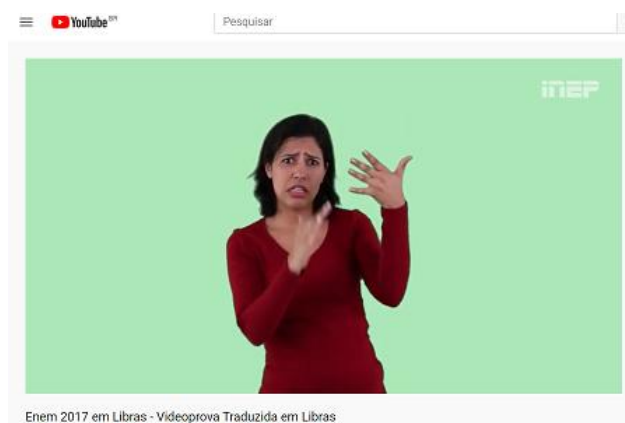 YouTube BR
Pesquisar
inep
Enem 2017 em Libras - Videoprova Traduzida em Libras